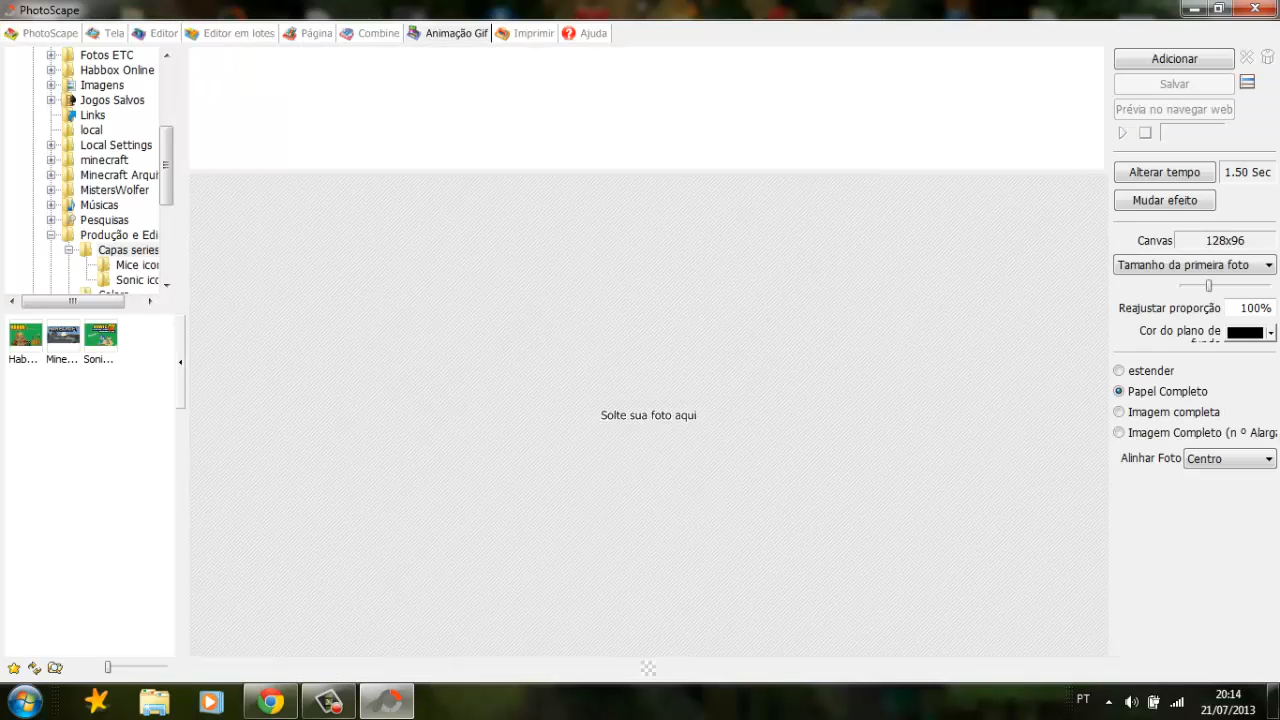 PhotoScape
PhotoScape Tela Editor Editor em lotes Página Combine Animação Gif Imprimir Ajuda
Fotos ETC
Habbox Online
Imagens
Jogos Salvos
Links
local
Local Settings
minecraft
Minecraft Arqui
MistersWolfer
Músicas
Pesquisas
Produção e Edi
Capas series
Mice ico
Sonic ic
Hab... Mine... Soni...
Solte sua foto aqui
Adicionar
Salvar
Prévia no navegar web
Alterar tempo 1.50 Sec
Mudar efeito
Canvas 128x96
Tamanho da primeira foto
Reajustar proporção 100%
Cor do plano de
estender
Papel Completo
Imagem completa
Imagem Completo (n º Alarg
Alinhar Foto Centro
PT 20:14
21/07/2013